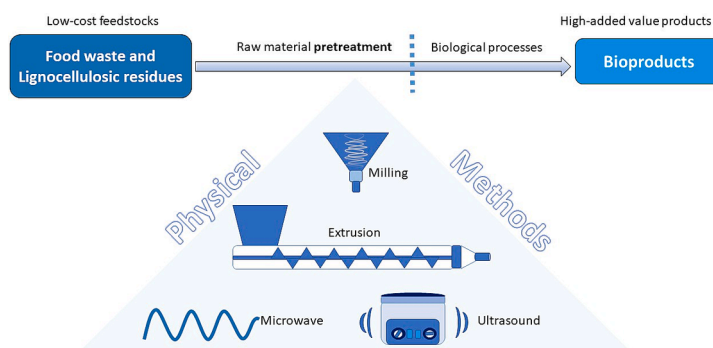 Low-cost feedstocks
High-added value products
Food waste and
Lignocellulosic residues
Raw material pretreatment
Biological processes
Bioproducts
Physical
Methods
Milling
Extrusion
Microwave
Ultrasound